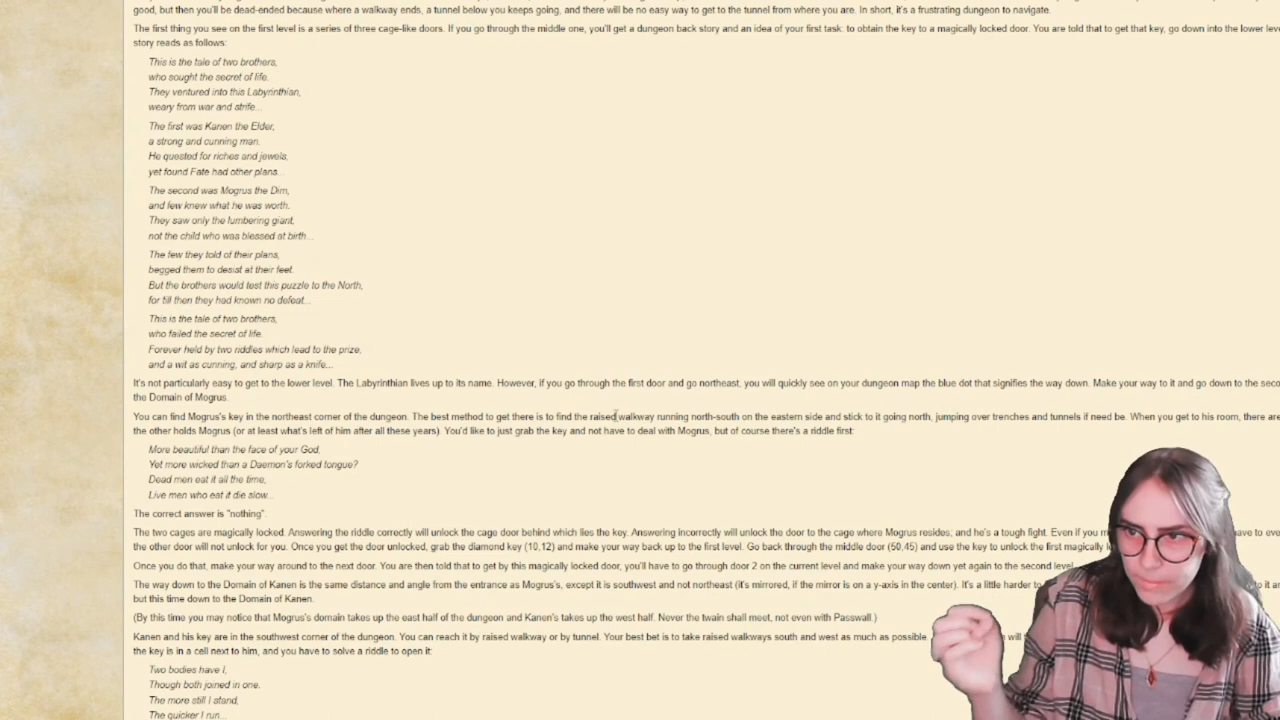 good, but then you'll be dead-ended because where a walkway ends, a tunnel below you keeps going, and there will be no easy way to get to the tunnel from where you are. In short, it's a frustrating dungeon to navigate.
The first thing you see on the first level is a series of three cage-like doors. If you go through the middle one, you'll get a dungeon back story and an idea of your first task: to obtain the key to a magically locked door. You are told that to get that key, go down into the lower
story reads as follows:
This is the tale of two brothers,
who sought the secret of life.
They ventured into this Labyrinthian,
weary from war and strife...
The first was Kanen the Elder,
a strong and cunning man.
He quested for riches and jewels,
yet found Fate had other plans...
The second was Mogrus the Dim,
and few knew what he was worth.
They saw only the lumbering giant,
not the child who was blessed at birth...
The few they told of their plans,
begged them to desist at their feet.
But the brothers would test this puzzle to the North,
for till then they had known no defeat...
This is the tale of two brothers,
who failed the secret of life.
Forever held by two riddles which lead to the prize,
and a wit as cunning, and sharp as a knife...
It's not particularly easy to get to the lower level. The Labyrinthian lives up to its name. However, if you go through the first door and go northeast, you will quickly see on your dungeon map the blue dot that signifies the way down. Make your way to it and go down to the
the Domain of Mogrus.
You can find Mogrus's key in the northeast corner of the dungeon. The best method to get there is to find the raised walkway running north-south on the eastern side and stick to it going north, jumping over trenches and tunnels if need be. When you get to his room, there are
the other holds Mogrus (or at least what's left of him after all these years). You'd like to just grab the key and not have to deal with Mogrus, but of course there's a riddle first:
More beautiful than the face of your God,
Yet more wicked than a Daemon's forked tongue?
Dead men eat it all the time,
Live men who eat it die slow...
The correct answer is "nothing".
The two cages are magically locked. Answering the riddle correctly will unlock the cage door behind which lies the key. Answering incorrectly will unlock the door to the cage where Mogrus resides; and he's a tough fight. Even if you
the other door will not unlock for you. Once you get the door unlocked, grab the diamond key (10,12) and make your way back up to the first level. Go back through the middle door (50,45) and use the key to unlock the first magically
Once you do that, make your way around to the next door. You are then told that to get by this magically locked door, you'll have to go through door 2 on the current level and make your way down yet again to the second level.
The way down to the Domain of Kanen is the same distance and angle from the entrance as Mogrus's, except it is southwest and not northeast (it's mirrored, if the mirror is on a y-axis in the center). It's a little harder to
but this time down to the Domain of Kanen.
(By this time you may notice that Mogrus's domain takes up the east half of the dungeon and Kanen's takes up the west half. Never the twain shall meet, not even with Passwall.)
Kanen and his key are in the southwest corner of the dungeon. You can reach it by raised walkway or by tunnel. Your best bet is to take raised walkways south and west as much as possible.
the key is in a cell next to him, and you have to solve a riddle to open it:
Two bodies have I,
Though both joined in one.
The more still I stand,
The quicker I run...